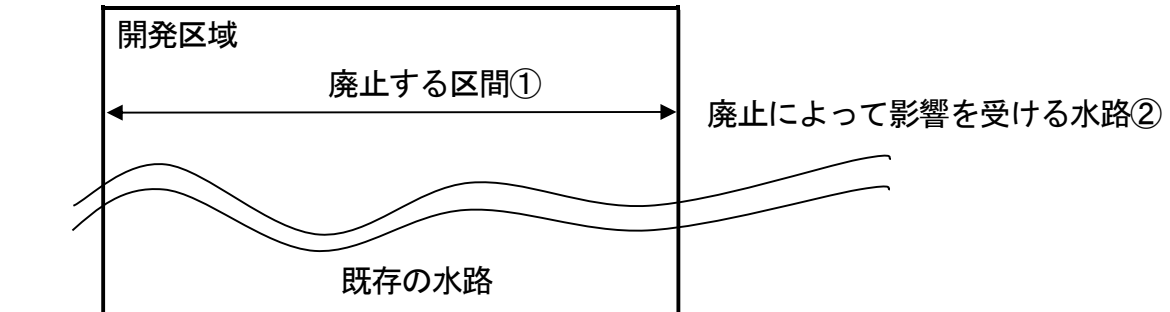 開発区域
廃止する区間①
廃止によって影響を受ける水路②
既存の水路